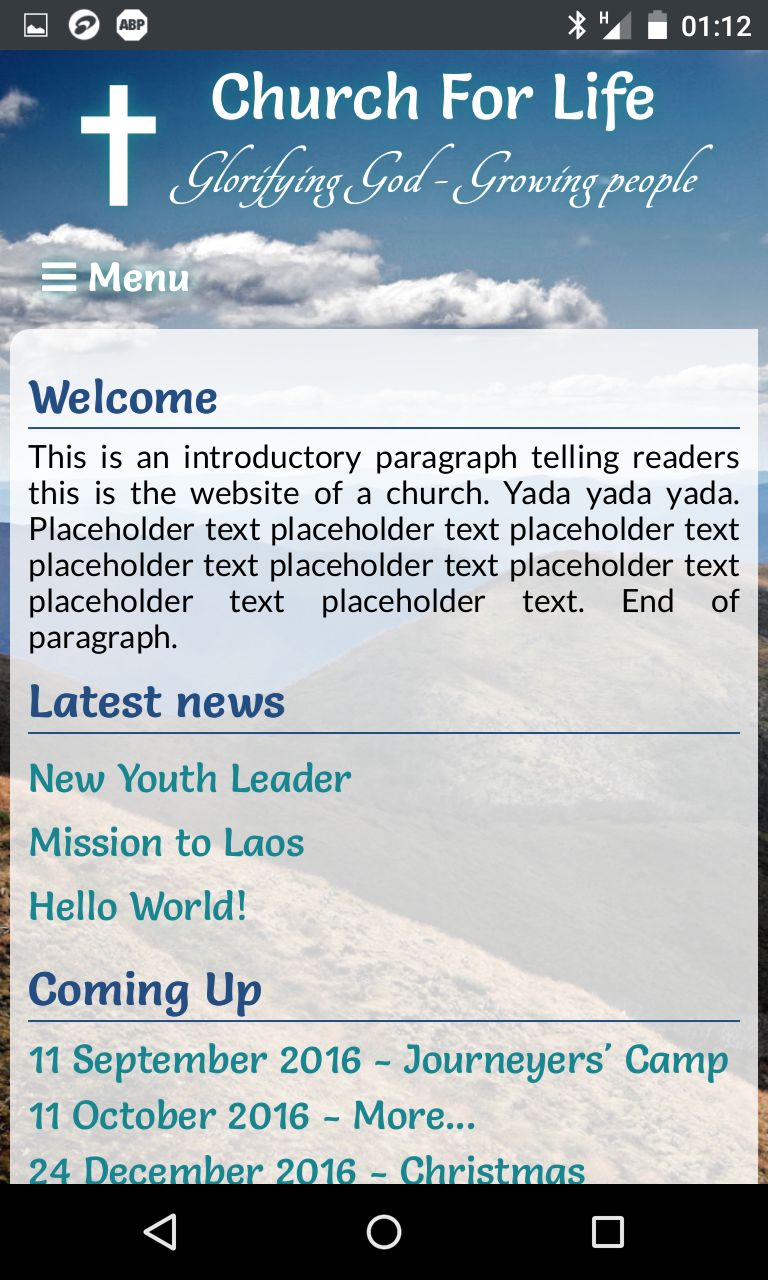 ABP
H
01:12
Church For Life
Glorifying God - Growing people
Menu
Welcome
This is an introductory paragraph telling readers
this is the website of a church. Yada yada yada.
Placeholder text placeholder text placeholder text
placeholder text placeholder text placeholder text
placeholder text placeholder text. End of
paragraph.
Latest news
New Youth Leader
Mission to Laos
Hello World!
Coming Up
11 September 2016 - Journeyers' Camp
11 October 2016 - More...
24 December 2016 - Christmas